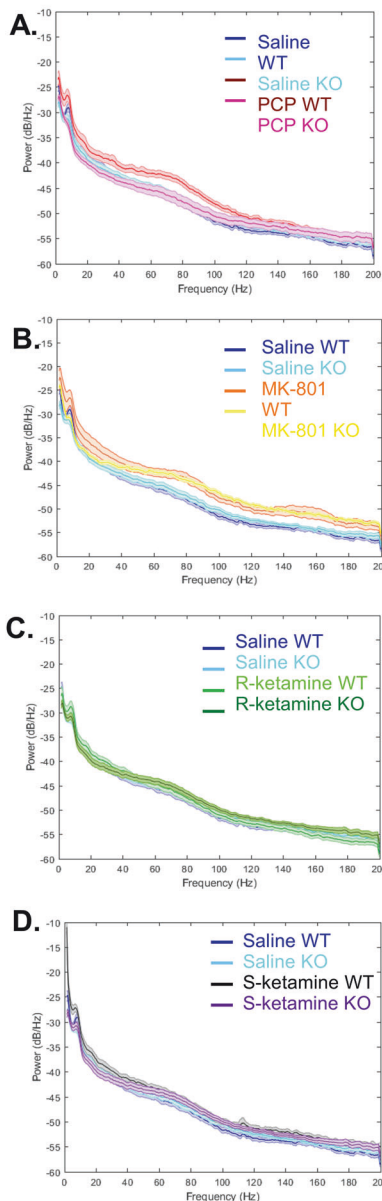 A.
-10
-15
-20
-25
-30
-35
-40
-45
-50
-55
-60
Power (dB/Hz)
Saline
WT
Saline KO
PCP WT
PCP KO
0 20 40 60 80 100 120 140 160 180 200
Frequency (Hz)
B.
-10
-15
-20
-25
-30
-35
-40
-45
-50
-55
-60
Power (dB/Hz)
Saline WT
Saline KO
MK-801
WT
MK-801 KO
0 20 40 60 80 100 120 140 160 180 200
Frequency (Hz)
C.
-10
-15
-20
-25
-30
-35
-40
-45
-50
-55
-60
Power (dB/Hz)
Saline WT
Saline KO
R-ketamine WT
R-ketamine KO
0 20 40 60 80 100 120 140 160 180 200
Frequency (Hz)
D.
-10
-15
-20
-25
-30
-35
-40
-45
-50
-55
-60
Power (dB/Hz)
Saline WT
Saline KO
S-ketamine WT
S-ketamine KO
0 20 40 60 80 100 120 140 160 180 200
Frequency (Hz)